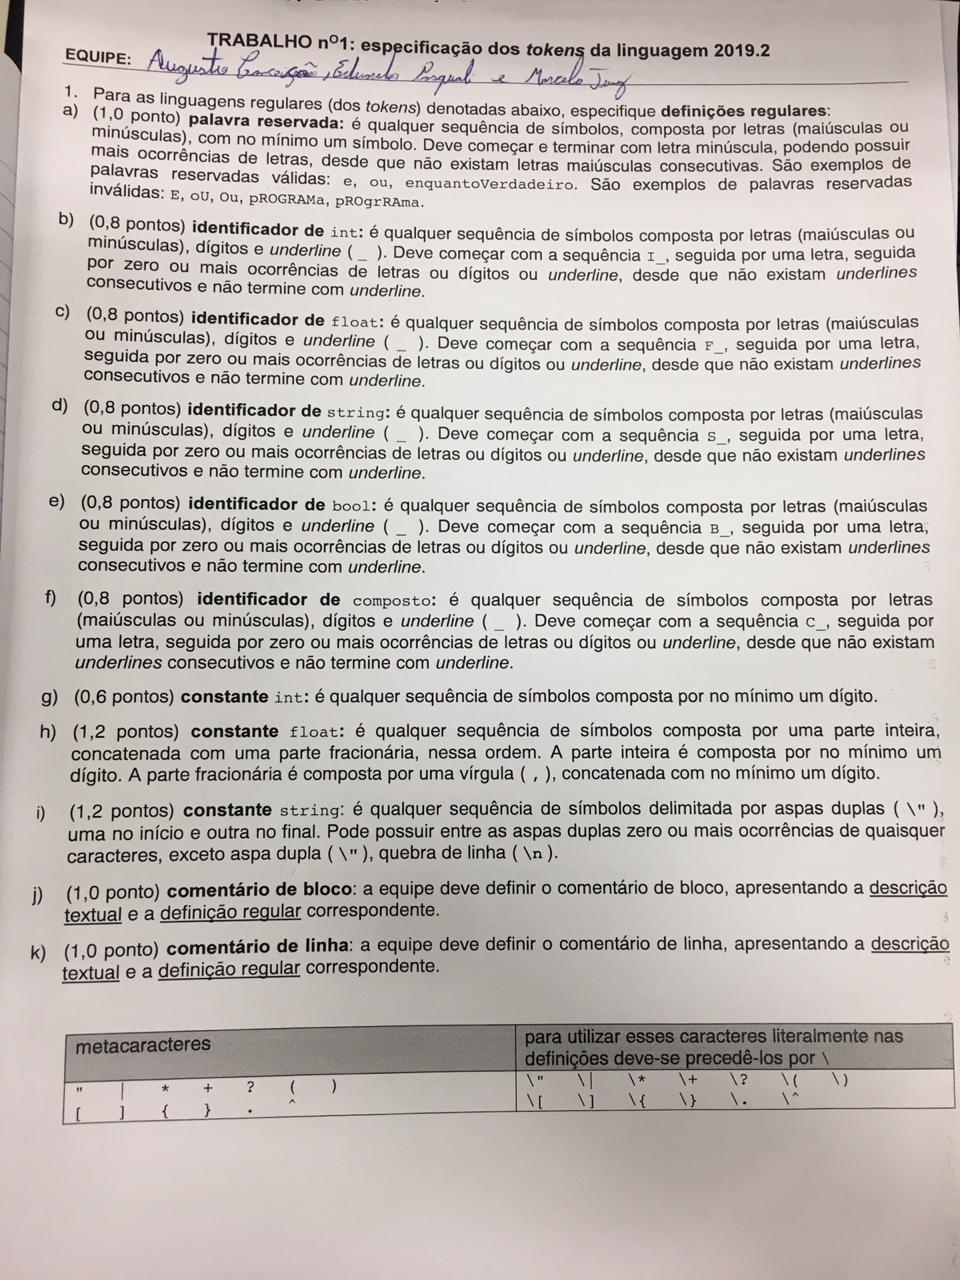 TRABALHO nº1: especificação dos tokens da linguagem 2019.2
EQUIPE: Augusto Conceição, Eduardo Pasquali e Marcelo
1. Para as linguagens regulares (dos tokens) denotadas abaixo, especifique definições regulares:
a) (1,0 ponto) palavra reservada: é qualquer sequência de símbolos, composta por letras (maiúsculas ou
minúsculas), com no mínimo um símbolo. Deve começar e terminar com letra minúscula, podendo possuir
mais ocorrências de letras, desde que não existam letras maiúsculas consecutivas. São exemplos de
palavras reservadas válidas: e, ou, enquantoVerdadeiro. São exemplos de palavras reservadas
inválidas: E, oU, Ou, pROGRAMa, pROgrRAma.
b) (0,8 pontos) identificador de int: é qualquer sequência de símbolos composta por letras (maiúsculas ou
minúsculas), dígitos e underline ( _ ). Deve começar com a sequência I_, seguida por uma letra, seguida
por zero ou mais ocorrências de letras ou dígitos ou underline, desde que não existam underlines
consecutivos e não termine com underline.
c) (0,8 pontos) identificador de float: é qualquer sequência de símbolos composta por letras (maiúsculas
ou minúsculas), dígitos e underline ( _ ). Deve começar com a sequência F_, seguida por uma letra,
seguida por zero ou mais ocorrências de letras ou dígitos ou underline, desde que não existam underlines
consecutivos e não termine com underline.
d) (0,8 pontos) identificador de string: é qualquer sequência de símbolos composta por letras (maiúsculas
ou minúsculas), dígitos e underline ( _ ). Deve começar com a sequência S_, seguida por uma letra,
seguida por zero ou mais ocorrências de letras ou dígitos ou underline, desde que não existam underlines
consecutivos e não termine com underline.
e) (0,8 pontos) identificador de bool: é qualquer sequência de símbolos composta por letras (maiúsculas
ou minúsculas), dígitos e underline ( _ ). Deve começar com a sequência B_, seguida por uma letra,
seguida por zero ou mais ocorrências de letras ou dígitos ou underline, desde que não existam underlines
consecutivos e não termine com underline.
f) (0,8 pontos) identificador de composto: é qualquer sequência de símbolos composta por letras
(maiúsculas ou minúsculas), dígitos e underline ( _ ). Deve começar com a sequência C_, seguida por
uma letra, seguida por zero ou mais ocorrências de letras ou dígitos ou underline, desde que não existam
underlines consecutivos e não termine com underline.
g) (0,6 pontos) constante int: é qualquer sequência de símbolos composta por no mínimo um dígito.
h) (1,2 pontos) constante float: é qualquer sequência de símbolos composta por uma parte inteira,
concatenada com uma parte fracionária, nessa ordem. A parte inteira é composta por no mínimo um
dígito. A parte fracionária é composta por uma vírgula ( , ), concatenada com no mínimo um dígito.
i) (1,2 pontos) constante string: é qualquer sequência de símbolos delimitada por aspas duplas ( \" ),
uma no início e outra no final. Pode possuir entre as aspas duplas zero ou mais ocorrências de quaisquer
caracteres, exceto aspa dupla ( \" ), quebra de linha ( \n ).
j) (1,0 ponto) comentário de bloco: a equipe deve definir o comentário de bloco, apresentando a descrição
textual e a definição regular correspondente.
k) (1,0 ponto) comentário de linha: a equipe deve definir o comentário de linha, apresentando a descrição
textual e a definição regular correspondente.
metacaracteres
para utilizar esses caracteres literalmente nas
definições deve-se precedê-los por \
" | * + ? ( )
[ ] { } . ^
\" \| \* \+ \? \( \)
\[ \] \{ \} \. \^